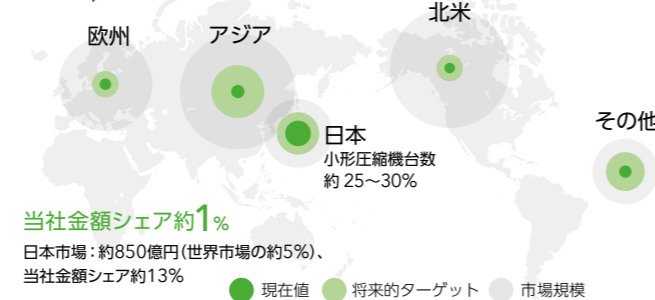 北米
欧州
アジア
日本
小形圧縮機台数
約 25〜30%
その他
当社金額シェア約1%
日本市場：約850億円(世界市場の約5%)、
当社金額シェア約13%
現在値 将来的ターゲット 市場規模